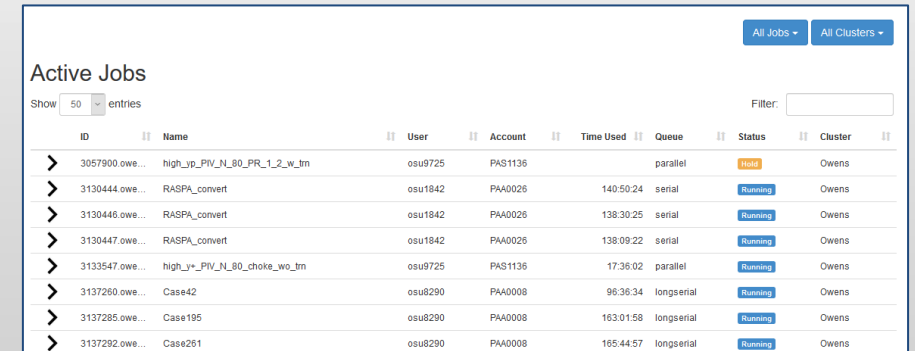 All Jobs All Clusters
Active Jobs
Show 50 entries Filter:
ID Name User Account Time Used Queue Status Cluster
3057900.owe... high_yp_PIV_N_80_PR_1_2_w_trn osu9725 PAS1136 parallel Hold Owens
3130444.owe... RASPA_convert osu1842 PAA0026 140:50:24 serial Running Owens
3130446.owe... RASPA_convert osu1842 PAA0026 138:30:25 serial Running Owens
3130447.owe... RASPA_convert osu1842 PAA0026 138:09:22 serial Running Owens
3133547.owe... high_y+_PIV_N_80_choke_wo_trn osu9725 PAS1136 17:36:02 parallel Running Owens
3137260.owe... Case42 osu8290 PAA0008 96:36:34 longserial Running Owens
3137285.owe... Case195 osu8290 PAA0008 163:01:58 longserial Running Owens
3137292.owe... Case261 osu8290 PAA0008 165:44:57 longserial Running Owens